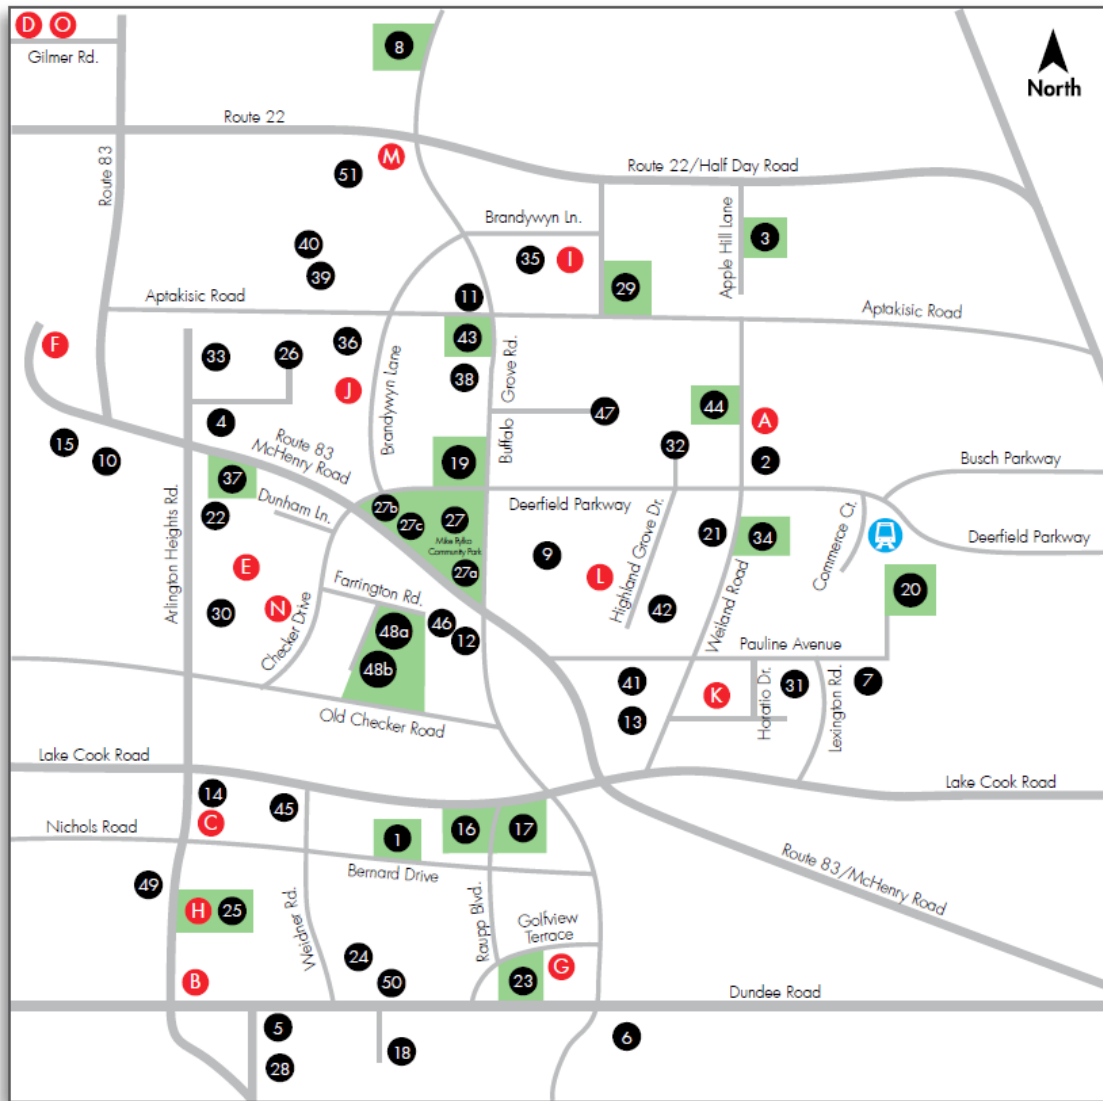 D O
Gilmer Rd.
8
North
Route 22
Route 83
M
51
Route 22/Half Day Road
Brandywyn Ln.
Apple Hill Lane
3
40
39
35
I
29
11
Aptakisic Road
Aptakisic Road
F
33
26
36
43
Grove Rd.
J
38
Brandywyn Lane
4
47
44
A
15
10
Route 83
McHenry Road
Buffalo
32
2
Busch Parkway
19
37
Arlington Heights Rd.
22
Dunham Ln.
27b
27c
27
Mike Rylko
Community Park
27a
Deerfield Parkway
Highland Grove Dr.
21
34
Commerce Ct.
Deerfield Parkway
9
L
E
Farrington Rd.
20
30
N
Checker Drive
48a
46
12
42
Weiland Road
Pauline Avenue
48b
41
K
Horatio Dr.
31
Lexington Rd.
7
13
Old Checker Road
Lake Cook Road
Lake Cook Road
14
45
C
Nichols Road
1
16
17
Bernard Drive
Route 83/McHenry Road
49
H
25
Weidner Rd.
Raupp Blvd.
Golfview
Terrace
24
G
B
50
23
Dundee Road
5
28
18
6